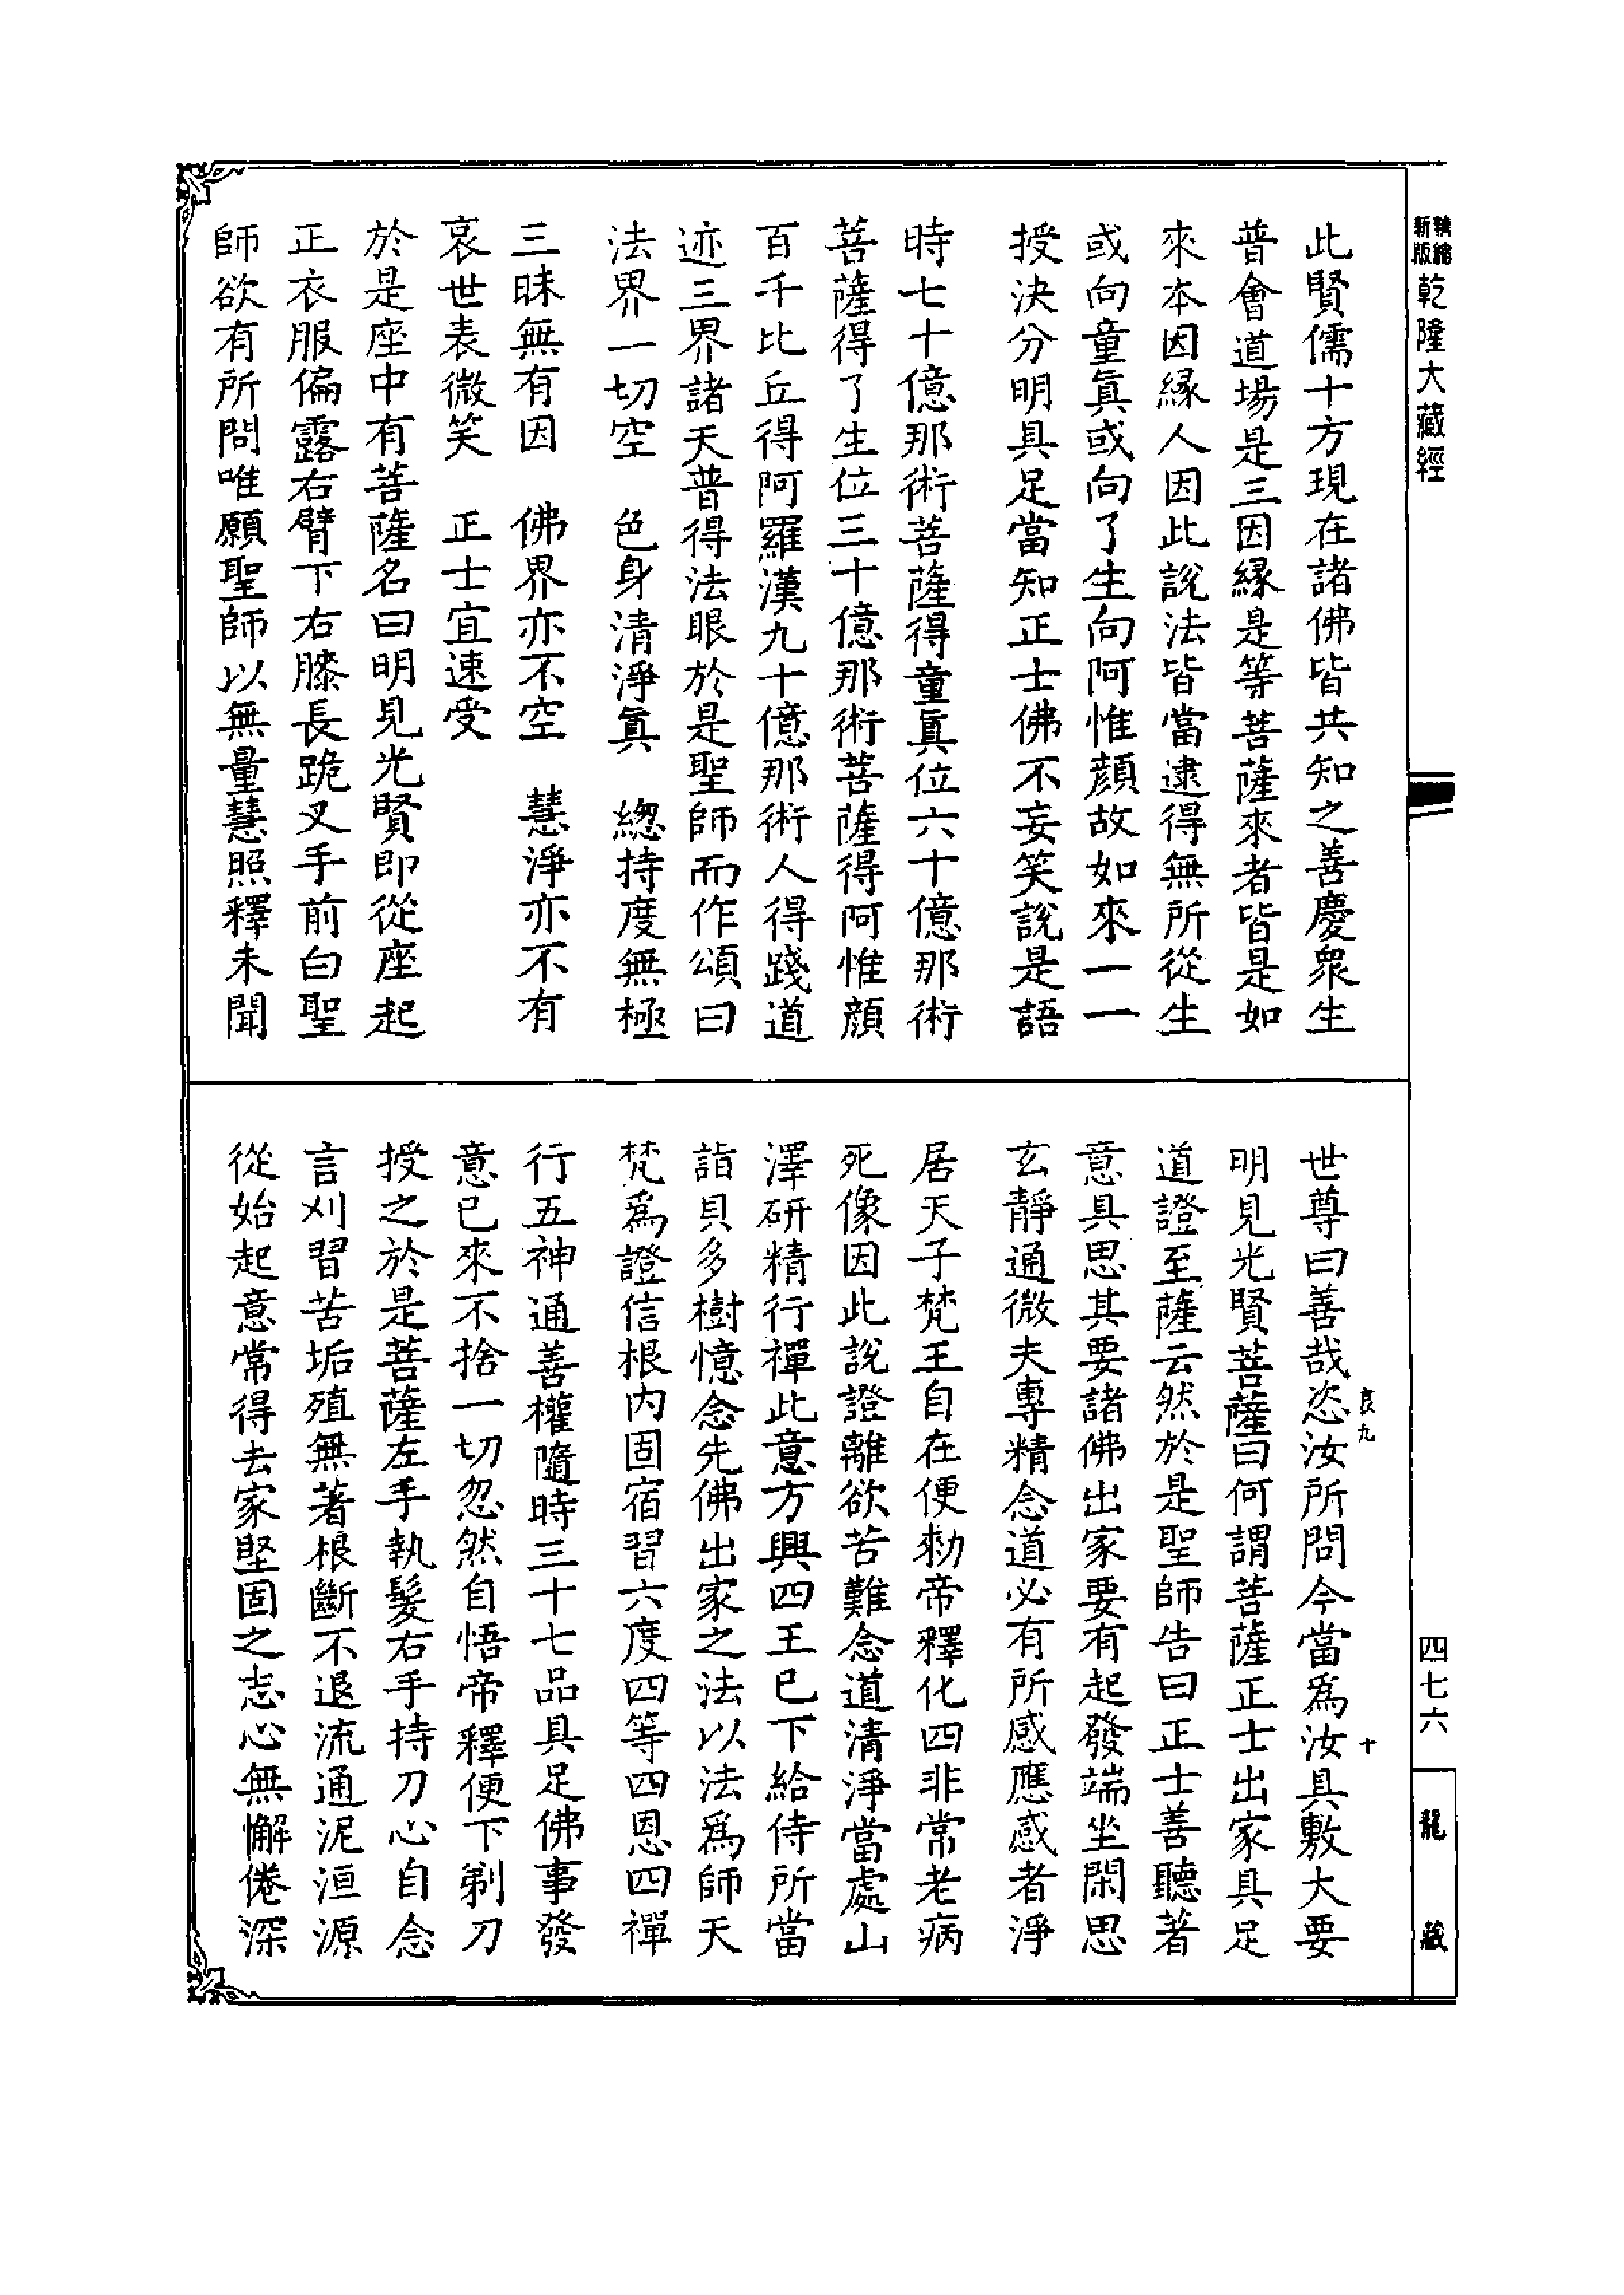 精縮新版乾隆大藏經
此賢儒十方現在諸佛皆共知之善慶眾生
普會道場是三因緣是等菩薩來者皆是如
來本因緣人因此說法皆當逮得無所從生
或向童真或向了生向阿惟顏故如來一一
授決分明具足當知正士佛不妄笑說是語
時七十億那術菩薩得童真位六十億那術
菩薩得了生位三十億那術菩薩得阿惟顏
百千比丘得阿羅漢九十億那術人得踐道
迹三界諸天普得法眼於是聖師而作頌曰
法界一切空　色身清淨真　總持度無極
三昧無有因　佛界亦不空　慧淨亦不有
哀世表微笑　正士宜速受
於是座中有菩薩名曰明見光賢即從座起
正衣服偏露右臂下右膝長跪叉手前白聖
師欲有所問唯願聖師以無量慧照釋未聞
世尊曰善哉恣汝所問今當為汝具敷大要
明見光賢菩薩曰何謂菩薩正士出家具足
道證至薩云然於是聖師告曰正士善聽著
意具思其要諸佛出家要有起發端坐閑思
玄靜通微夫專精念道必有所感應感者淨
居天子梵王自在便勑帝釋化四非常老病
死像因此說證離欲苦難念道清淨當處山
澤研精行禪此意方興四王已下給侍所當
詣貝多樹憶念先佛出家之法以法為師天
梵為證信根內固宿習六度四等四恩四禪
行五神通善權隨時三十七品具足佛事發
意已來不捨一切忽然自悟帝釋便下剃刀
授之於是菩薩左手執髮右手持刀心自念
言刈習苦垢殖無著根斷不退流通泥洹源
從始起意常得去家堅固之志心無懈倦深
良九
十
四七六
龍藏